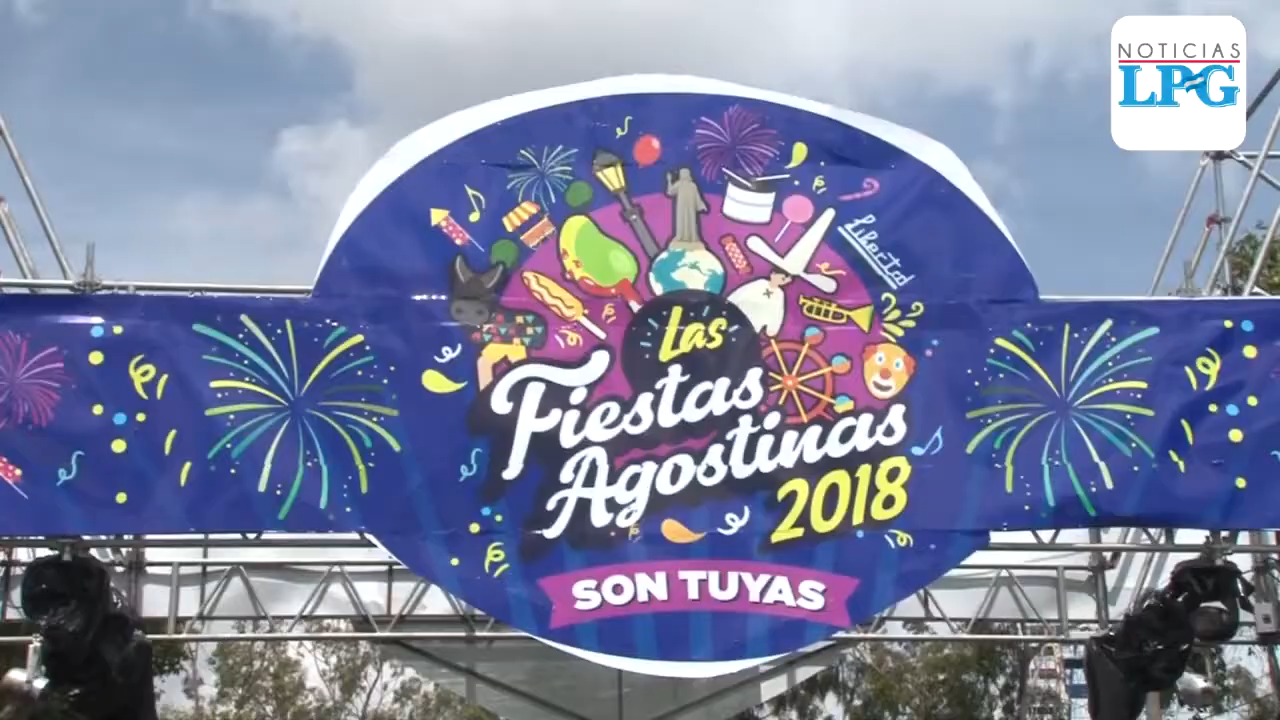 NOTICIAS
LPG
Libertad
Las
Fiestas
Agostinas
2018
SON TUYAS